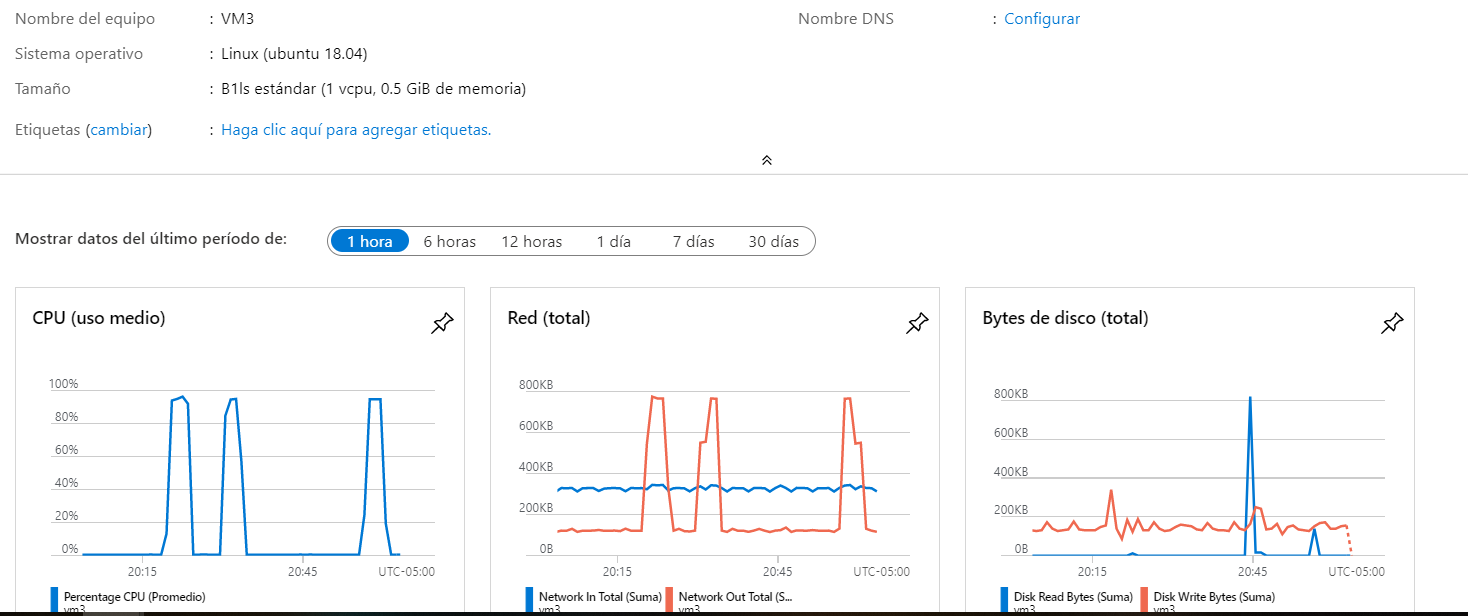 Nombre del equipo : VM3 Nombre DNS : Configurar
Sistema operativo : Linux (ubuntu 18.04)
Tamaño : B1ls estándar (1 vcpu, 0.5 GiB de memoria)
Etiquetas (cambiar) : Haga clic aquí para agregar etiquetas.
Mostrar datos del último período de: 1 hora 6 horas 12 horas 1 día 7 días 30 días
CPU (uso medio)
100%
80%
60%
40%
20%
0%
20:15 20:45 UTC-05:00
Percentage CPU (Promedio)
vm3
Red (total)
800KB
600KB
400KB
200KB
0B
20:15 20:45 UTC-05:00
Network In Total (Suma) Network Out Total (S...
vm3 vm3
Bytes de disco (total)
800KB
600KB
400KB
200KB
0B
20:15 20:45 UTC-05:00
Disk Read Bytes (Suma) Disk Write Bytes (Suma)
vm3 vm3